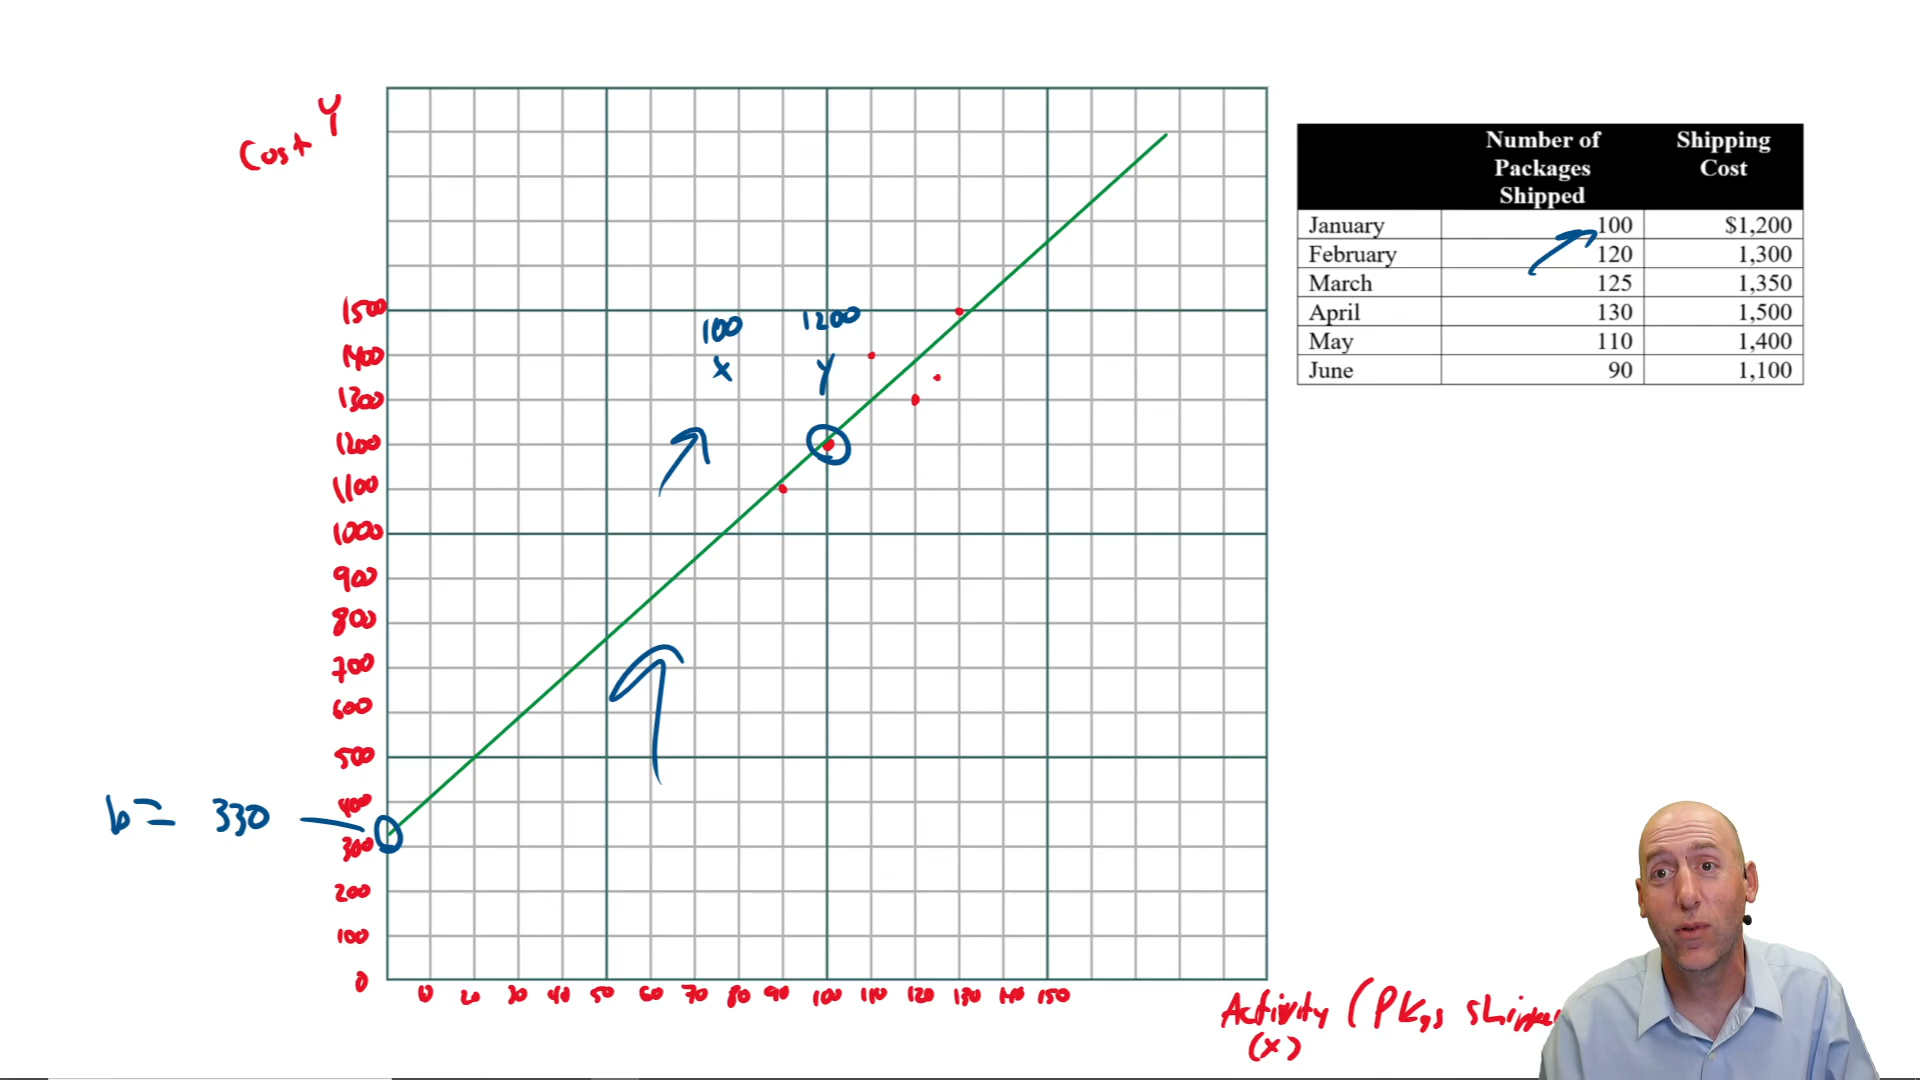 Cost Y
1500
1400
1300
1200
1100
1000
900
800
700
600
500
400
300
200
100
0
10 20 30 40 50 60 70 80 90 100 110 120 130 140 150
Activity (Pkgs
(x)
100 1200
x y
b = 330
Number of Packages Shipped Shipping Cost
January 100 $1,200
February 120 1,300
March 125 1,350
April 130 1,500
May 110 1,400
June 90 1,100